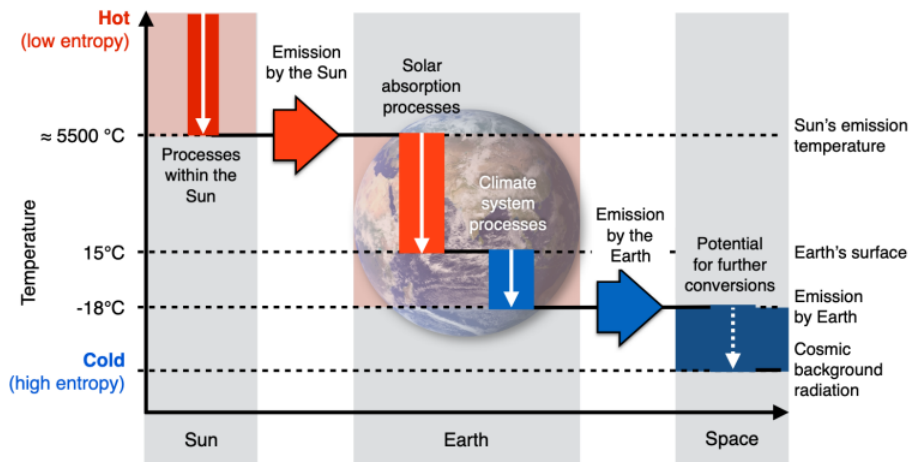 Hot
(low entropy)
Emission
by the Sun
Solar
absorption
processes
≈ 5500 °C
Sun's emission
temperature
Processes
within the
Sun
Climate
system
processes
Emission
by the
Earth
Potential
for further
conversions
Temperature
15°C
Earth's surface
-18°C
Emission
by Earth
Cold
(high entropy)
Cosmic
background
radiation
Sun
Earth
Space